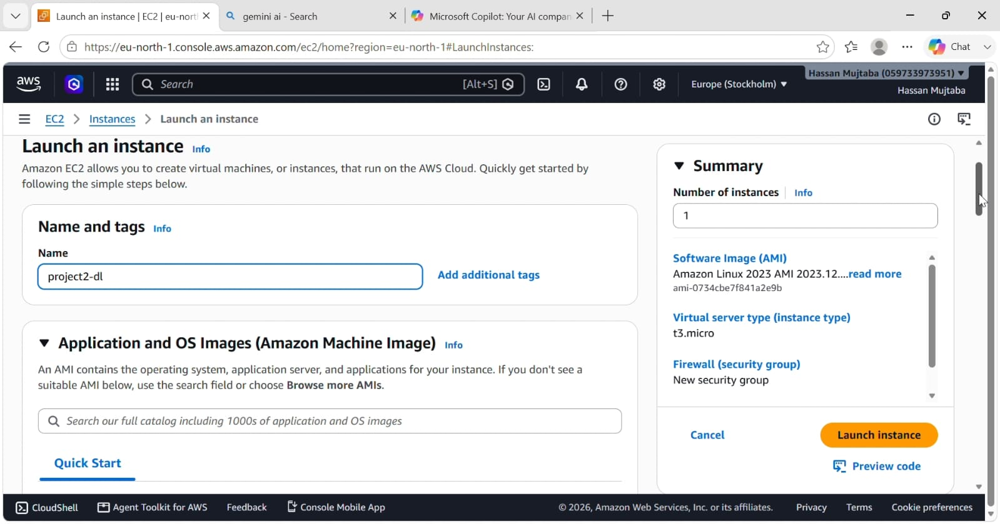 Launch an instance | EC2 | eu-nort
gemini ai - Search
Microsoft Copilot: Your AI compan
https://eu-north-1.console.aws.amazon.com/ec2/home?region=eu-north-1#LaunchInstances:
Chat
aws
Search
[Alt+S]
Europe (Stockholm)
Hassan Mujtaba (059733973951)
Hassan Mujtaba
EC2
Instances
Launch an instance
Launch an instance Info
Amazon EC2 allows you to create virtual machines, or instances, that run on the AWS Cloud. Quickly get started by
following the simple steps below.
Name and tags Info
Name
project2-dl
Add additional tags
Application and OS Images (Amazon Machine Image) Info
An AMI contains the operating system, application server, and applications for your instance. If you don't see a
suitable AMI below, use the search field or choose Browse more AMIs.
Search our full catalog including 1000s of application and OS images
Quick Start
Summary
Number of instances Info
1
Software Image (AMI)
Amazon Linux 2023 AMI 2023.12....read more
ami-0734cbe7f841a2e9b
Virtual server type (instance type)
t3.micro
Firewall (security group)
New security group
Cancel
Launch instance
Preview code
CloudShell
Agent Toolkit for AWS
Feedback
Console Mobile App
© 2026, Amazon Web Services, Inc. or its affiliates.
Privacy
Terms
Cookie preferences